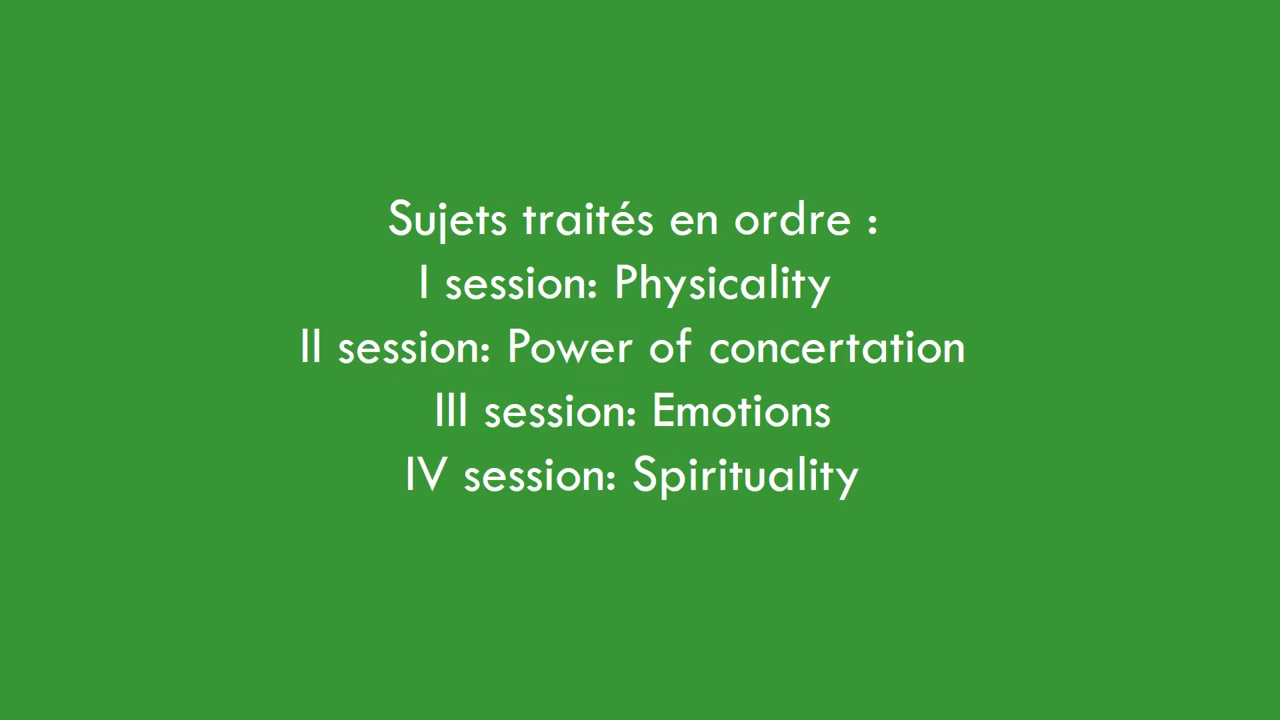 Sujets traités en ordre :
I session: Physicality
II session: Power of concertation
III session: Emotions
IV session: Spirituality